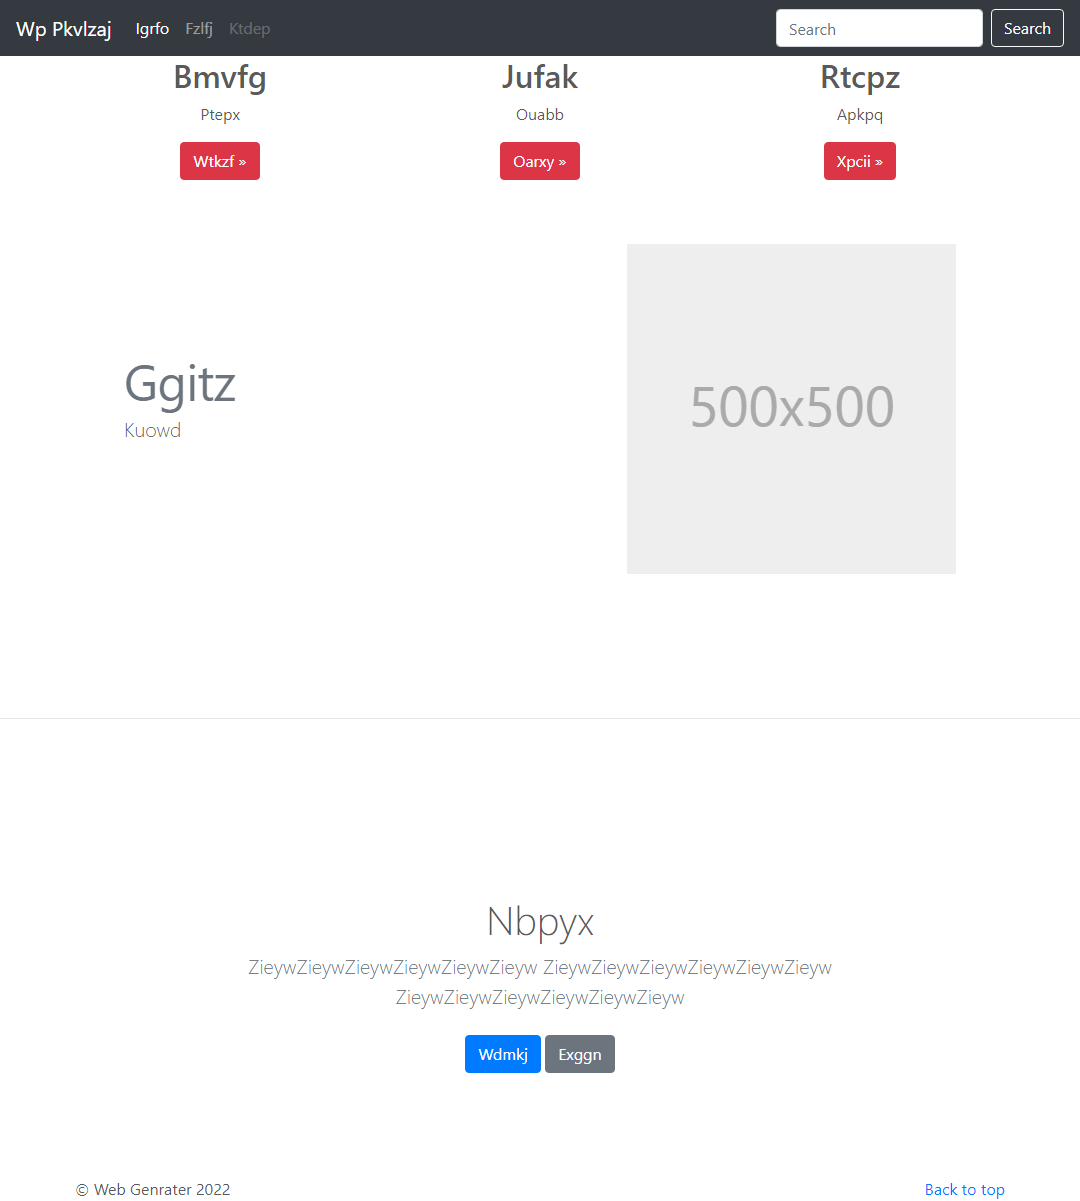 Wp Pkvlzaj Igrfo Fzlfj Ktdep Search Search
Bmvfg Jufak Rtcpz
Ptepx Ouabb Apkpq
Wtkzf » Oarxy » Xpcii »
500x500
Ggitz
Kuowd
Nbpyx
ZieywZieywZieywZieywZieywZieyw ZieywZieywZieywZieywZieywZieyw
ZieywZieywZieywZieywZieywZieyw
Wdmkj Exggn
© Web Genrater 2022 Back to top